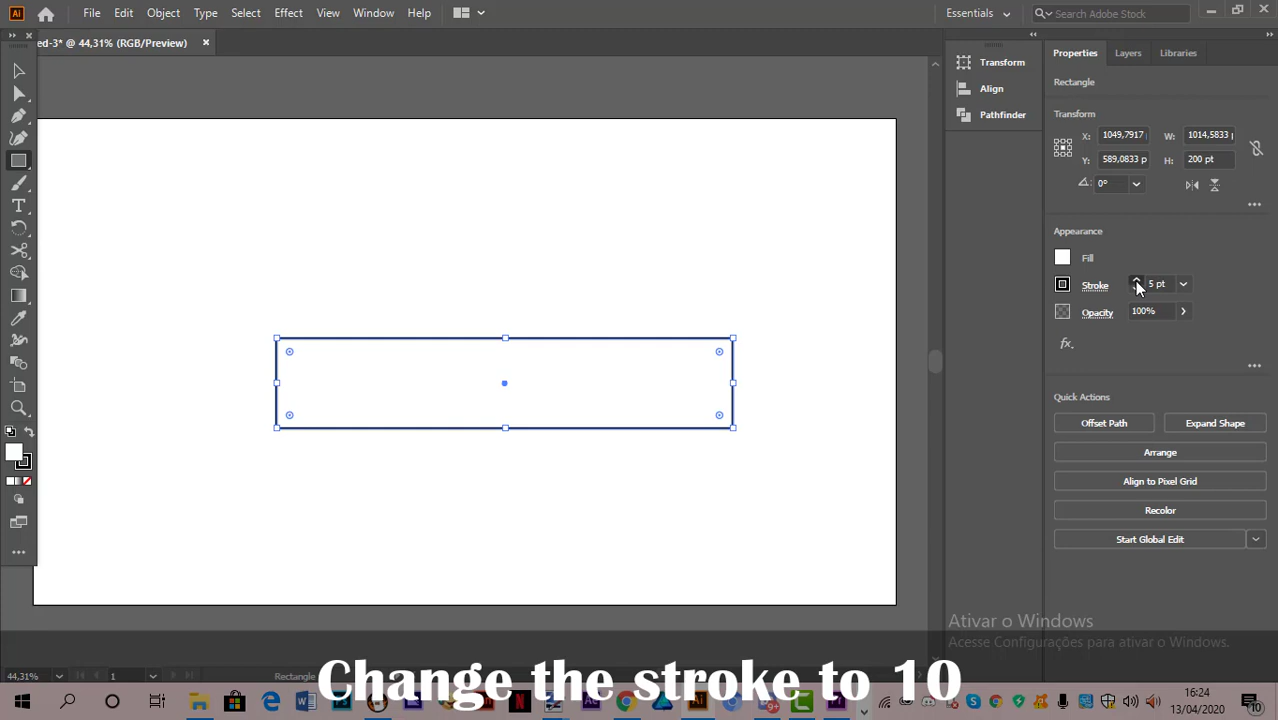 File Edit Object Type Select Effect View Window Help
Essentials Search Adobe Stock
ed-3* @ 44,31% (RGB/Preview)
Transform
Align
Pathfinder
Properties Layers Libraries
Rectangle
Transform
X: 1049,7917 W: 1014,5833 p
Y: 589,0833 p H: 200 pt
0°
Appearance
Fill
Stroke 5 pt
Opacity 100%
fx.
Quick Actions
Offset Path Expand Shape
Arrange
Align to Pixel Grid
Recolor
Start Global Edit
Ativar o Windows
Acesse Configurações para ativar o Windows.
44,31% 1 Rectangle
Change the stroke to 10
16:24
13/04/2020